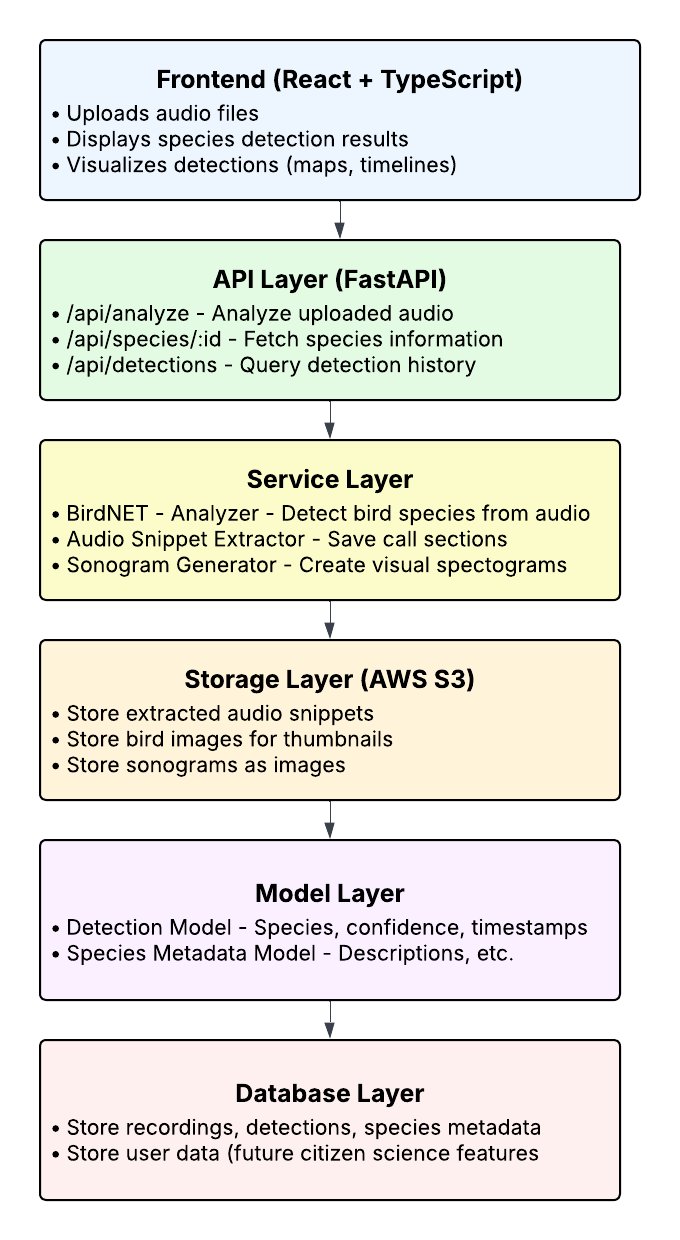 Frontend (React + TypeScript)
• Uploads audio files
• Displays species detection results
• Visualizes detections (maps, timelines)
API Layer (FastAPI)
• /api/analyze - Analyze uploaded audio
• /api/species/:id - Fetch species information
• /api/detections - Query detection history
Service Layer
• BirdNET - Analyzer - Detect bird species from audio
• Audio Snippet Extractor - Save call sections
• Sonogram Generator - Create visual spectograms
Storage Layer (AWS S3)
• Store extracted audio snippets
• Store bird images for thumbnails
• Store sonograms as images
Model Layer
• Detection Model - Species, confidence, timestamps
• Species Metadata Model - Descriptions, etc.
Database Layer
• Store recordings, detections, species metadata
• Store user data (future citizen science features